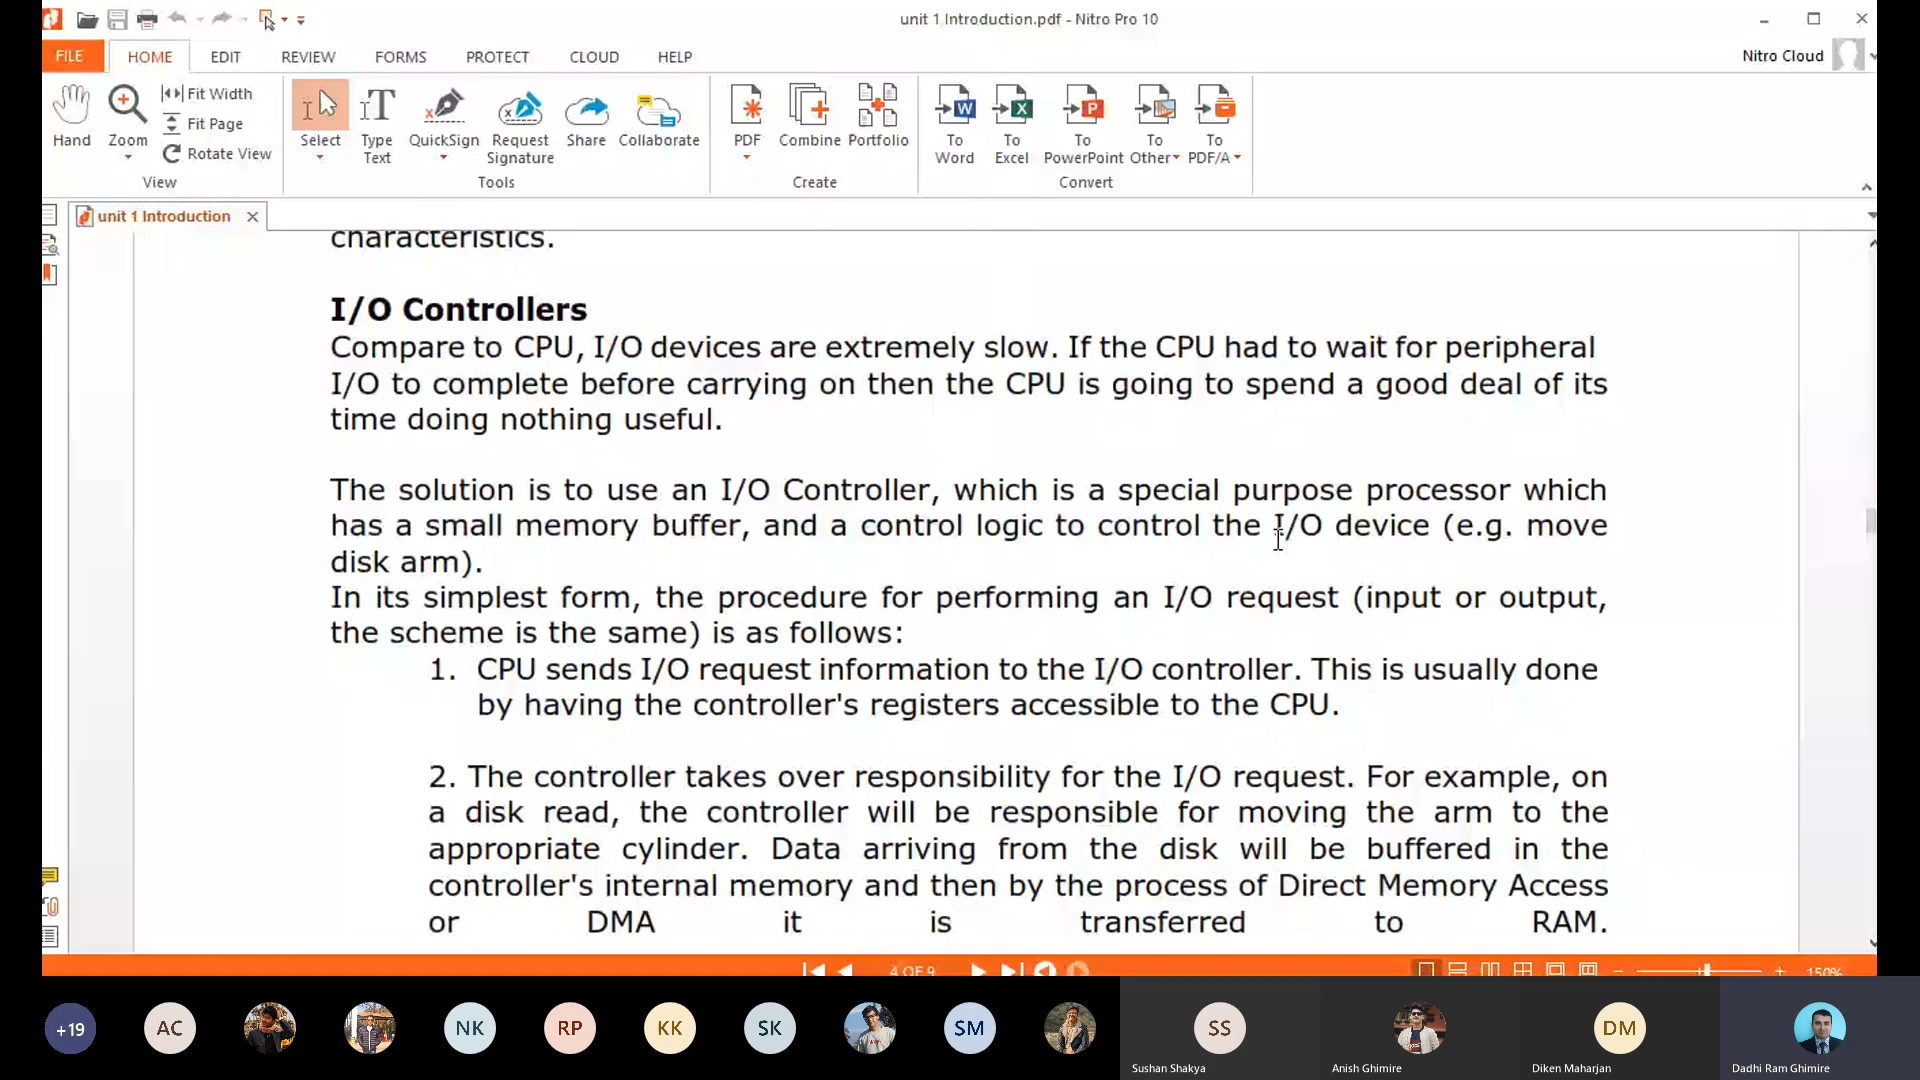 unit 1 Introduction.pdf - Nitro Pro 10
FILE HOME EDIT REVIEW FORMS PROTECT CLOUD HELP Nitro Cloud
Hand
Zoom
Fit Width
Fit Page
Rotate View
View
Select
Type Text
QuickSign
Request Signature
Share
Collaborate
Tools
PDF
Combine
Portfolio
Create
To Word
To Excel
To PowerPoint
To Other
To PDF/A
Convert
unit 1 Introduction
characteristics.
I/O Controllers
Compare to CPU, I/O devices are extremely slow. If the CPU had to wait for peripheral
I/O to complete before carrying on then the CPU is going to spend a good deal of its
time doing nothing useful.
The solution is to use an I/O Controller, which is a special purpose processor which
has a small memory buffer, and a control logic to control the I/O device (e.g. move
disk arm).
In its simplest form, the procedure for performing an I/O request (input or output,
the scheme is the same) is as follows:
1. CPU sends I/O request information to the I/O controller. This is usually done
by having the controller's registers accessible to the CPU.
2. The controller takes over responsibility for the I/O request. For example, on
a disk read, the controller will be responsible for moving the arm to the
appropriate cylinder. Data arriving from the disk will be buffered in the
controller's internal memory and then by the process of Direct Memory Access
or DMA it is transferred to RAM.
4 OF 9
150%
+19 AC NK RP KK SK SM SS DM
Sushan Shakya Anish Ghimire Diken Maharjan Dadhi Ram Ghimire